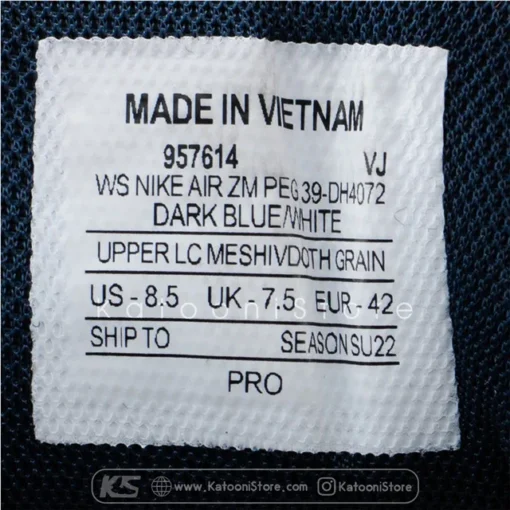 MADE IN VIETNAM
957614 VJ
WS NIKE AIR ZM PEG 39-DH4072
DARK BLUE/WHITE
UPPER LC MESHIVDOTH GRAIN
US - 8.5 UK - 7.5 EUR - 42
KatooniStore
SHIP TO SEASON SU22
PRO
KS www.KatooniStore.com KatooniStore